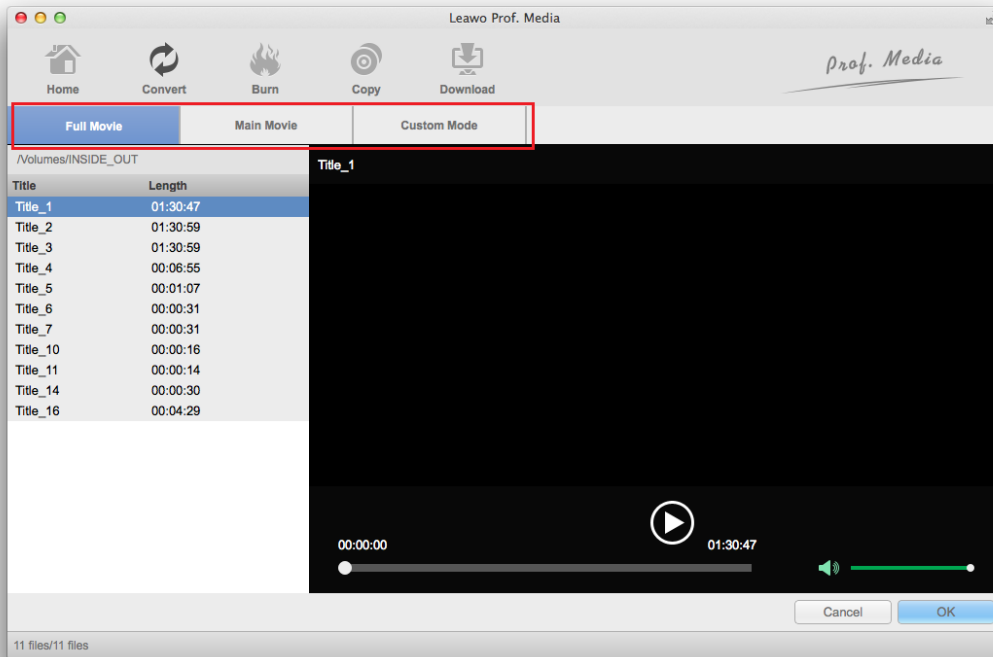 Leawo Prof. Media
Home Convert Burn Copy Download
Prof. Media
Full Movie Main Movie Custom Mode
/Volumes/INSIDE_OUT
Title Length
Title_1 01:30:47
Title_2 01:30:59
Title_3 01:30:59
Title_4 00:06:55
Title_5 00:01:07
Title_6 00:00:31
Title_7 00:00:31
Title_10 00:00:16
Title_11 00:00:14
Title_14 00:00:30
Title_16 00:04:29
Title_1
00:00:00 01:30:47
Cancel OK
11 files/11 files